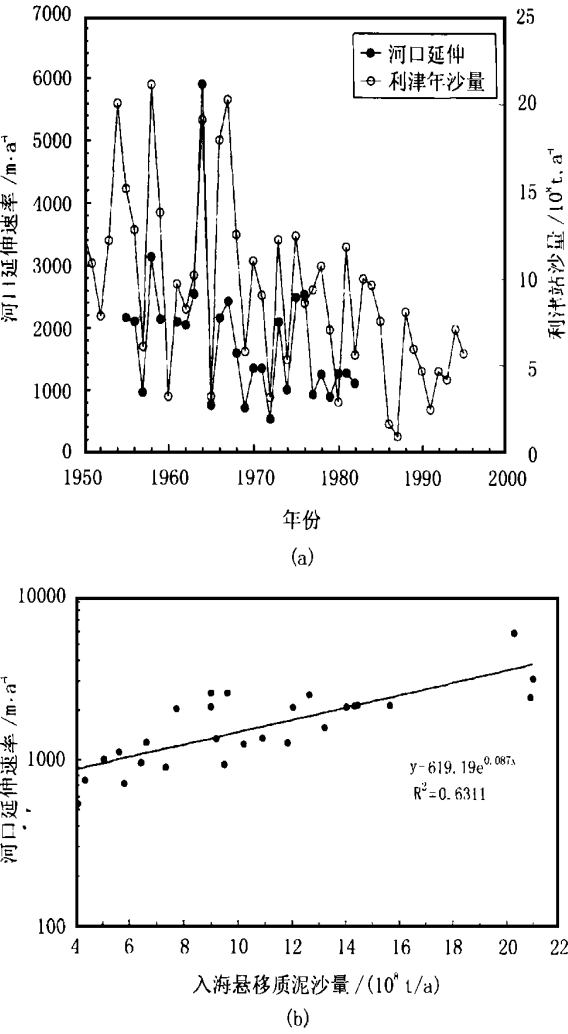 7000
6000
5000
4000
3000
2000
1000
0
河口延伸速率/m·a⁻¹
25
20
15
10
5
0
利津站沙量/10⁸t.a⁻¹
河口延伸
利津年沙量
1950 1960 1970 1980 1990 2000
年份
(a)
10000
1000
100
河口延伸速率/m·a⁻¹
y-619.19e^0.087x
R²=0.6311
4 6 8 10 12 14 16 18 20 22
入海悬移质泥沙量/(10⁸ t/a)
(b)